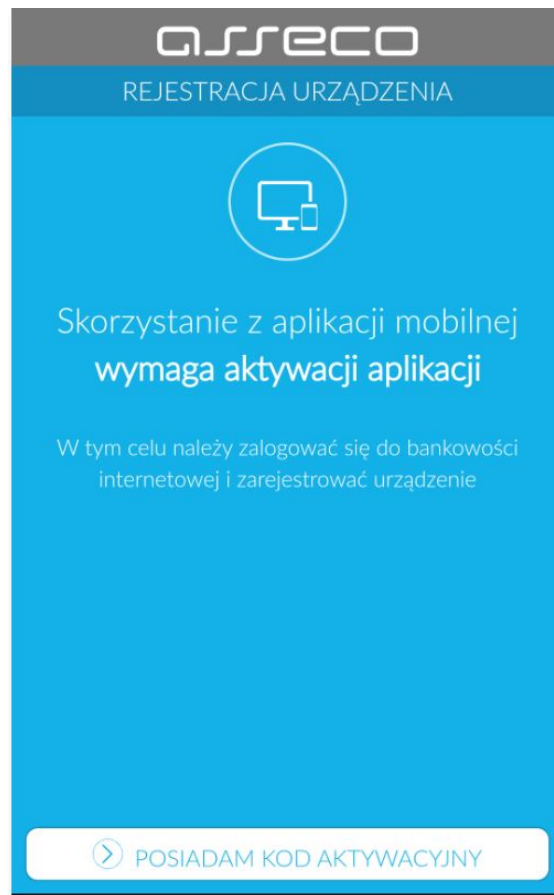 asseco
REJESTRACJA URZĄDZENIA
Skorzystanie z aplikacji mobilnej
wymaga aktywacji aplikacji
W tym celu należy zalogować się do bankowości
internetowej i zarejestrować urządzenie
POSIADAM KOD AKTYWACYJNY